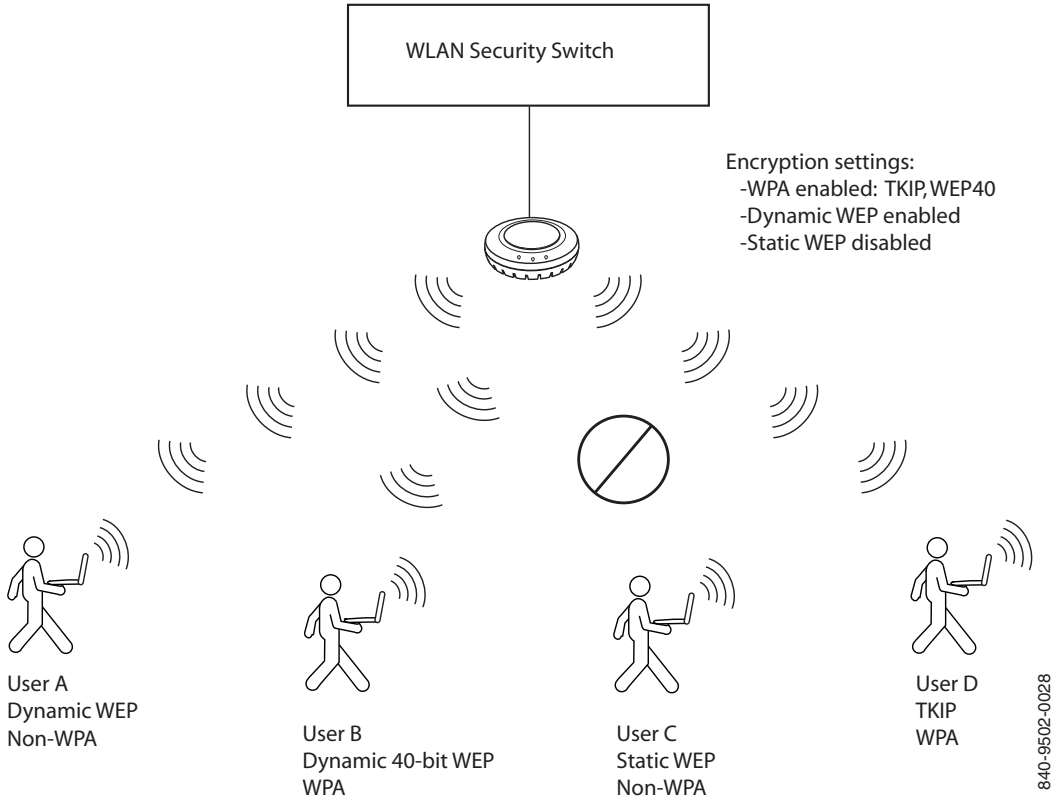 WLAN Security Switch
Encryption settings:
-WPA enabled: TKIP, WEP40
-Dynamic WEP enabled
-Static WEP disabled
User A
Dynamic WEP
Non-WPA
User B
Dynamic 40-bit WEP
WPA
User C
Static WEP
Non-WPA
User D
TKIP
WPA
840-9502-0028